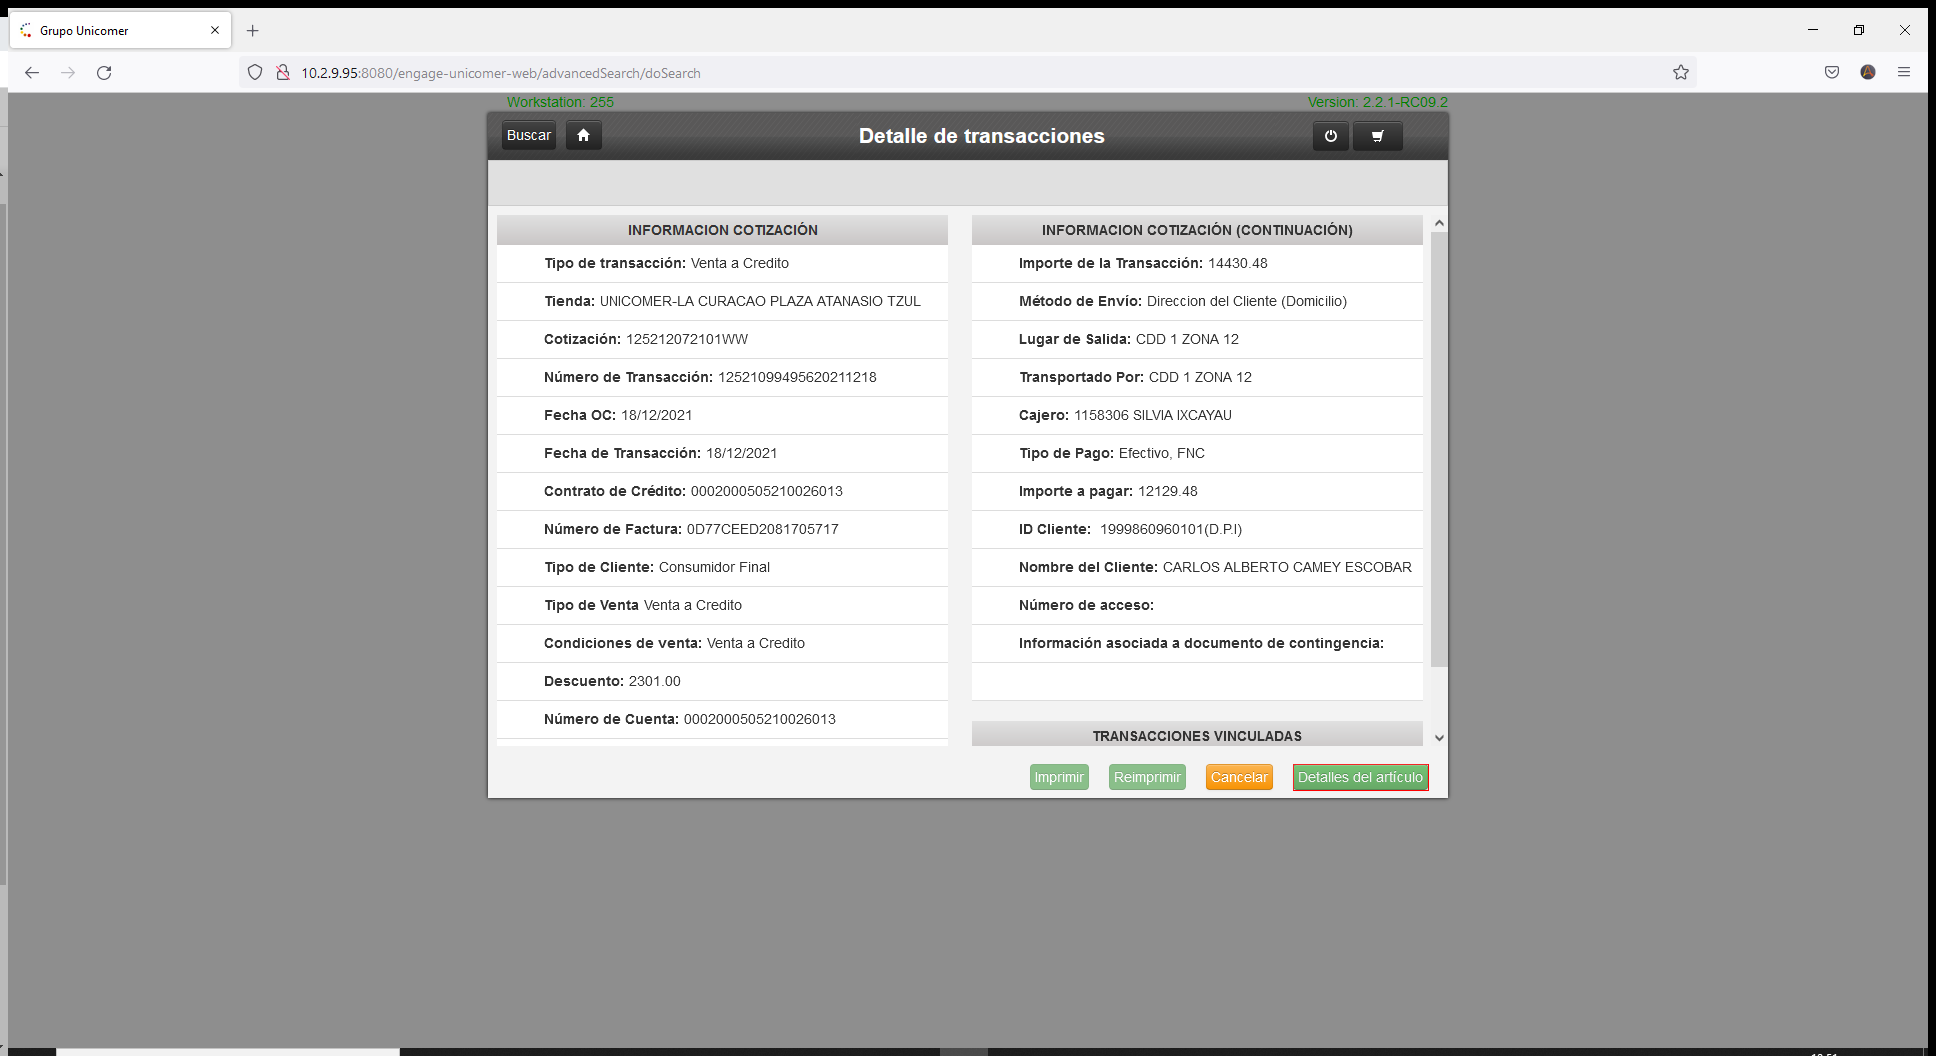 Grupo Unicomer
10.2.9.95:8080/engage-unicomer-web/advancedSearch/doSearch
Workstation: 255
Version: 2.2.1-RC09.2
Buscar
Detalle de transacciones
INFORMACION COTIZACIÓN
Tipo de transacción: Venta a Credito
Tienda: UNICOMER-LA CURACAO PLAZA ATANASIO TZUL
Cotización: 125212072101WW
Número de Transacción: 12521099495620211218
Fecha OC: 18/12/2021
Fecha de Transacción: 18/12/2021
Contrato de Crédito: 0002000505210026013
Número de Factura: 0D77CEED2081705717
Tipo de Cliente: Consumidor Final
Tipo de Venta Venta a Credito
Condiciones de venta: Venta a Credito
Descuento: 2301.00
Número de Cuenta: 0002000505210026013
INFORMACION COTIZACIÓN (CONTINUACIÓN)
Importe de la Transacción: 14430.48
Método de Envío: Direccion del Cliente (Domicilio)
Lugar de Salida: CDD 1 ZONA 12
Transportado Por: CDD 1 ZONA 12
Cajero: 1158306 SILVIA IXCAYAU
Tipo de Pago: Efectivo, FNC
Importe a pagar: 12129.48
ID Cliente: 1999860960101(D.P.I)
Nombre del Cliente: CARLOS ALBERTO CAMEY ESCOBAR
Número de acceso:
Información asociada a documento de contingencia:
TRANSACCIONES VINCULADAS
Imprimir
Reimprimir
Cancelar
Detalles del artículo